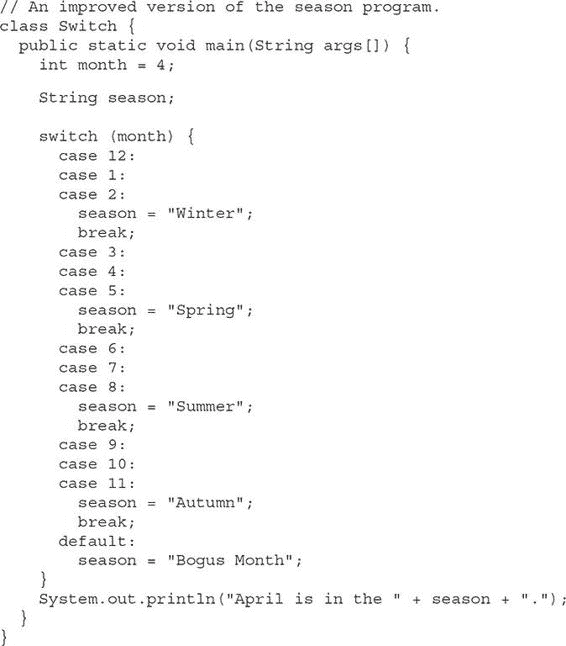 // An improved version of the season program.
class Switch {
  public static void main(String args[]) {
    int month = 4;

    String season;

    switch (month) {
      case 12:
      case 1:
      case 2:
        season = "Winter";
        break;
      case 3:
      case 4:
      case 5:
        season = "Spring";
        break;
      case 6:
      case 7:
      case 8:
        season = "Summer";
        break;
      case 9:
      case 10:
      case 11:
        season = "Autumn";
        break;
      default:
        season = "Bogus Month";
    }
    System.out.println("April is in the " + season + ".");
  }
}